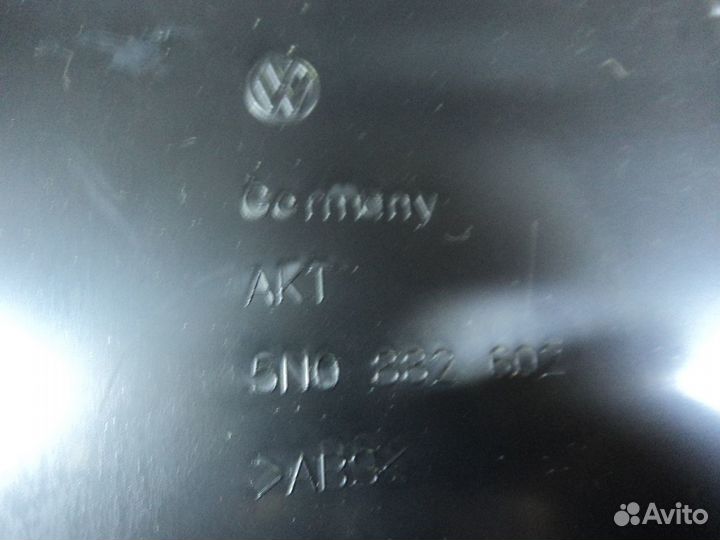 Germany
AKT
5N0 882 602
>ABS<
Avito